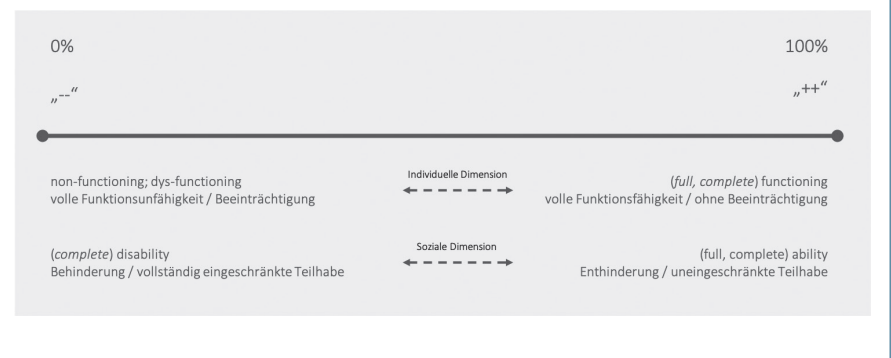 0%
100%
„--“
„++“
Individuelle Dimension
non-functioning; dys-functioning
(full, complete) functioning
volle Funktionsunfähigkeit / Beeinträchtigung
volle Funktionsfähigkeit / ohne Beeinträchtigung
Soziale Dimension
(complete) disability
(full, complete) ability
Behinderung / vollständig eingeschränkte Teilhabe
Enthinderung / uneingeschränkte Teilhabe